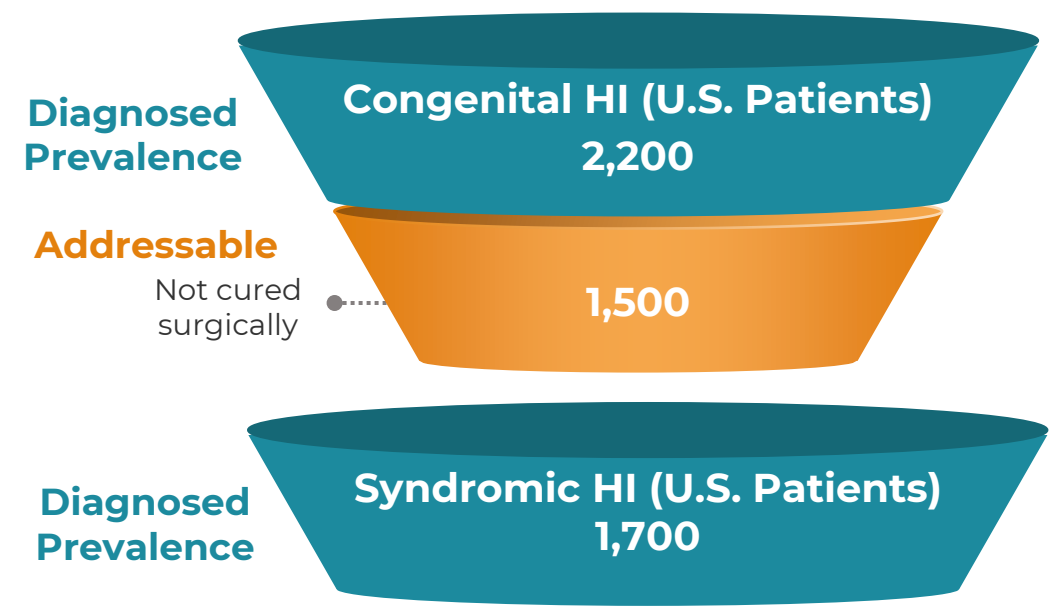 Diagnosed
Prevalence
Congenital HI (U.S. Patients)
2,200
Addressable
Not cured
surgically
1,500
Diagnosed
Prevalence
Syndromic HI (U.S. Patients)
1,700